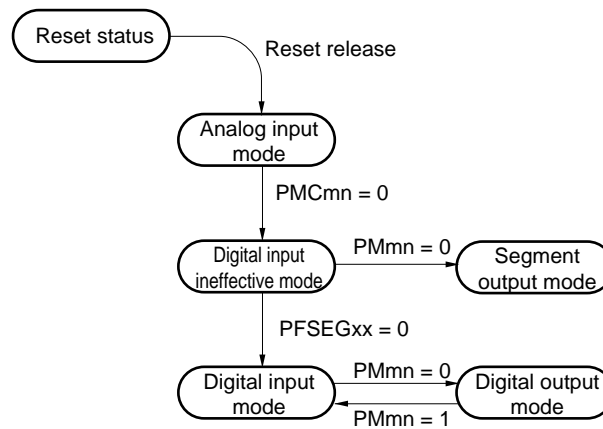 Reset status
Reset release
Analog input
mode
PMCmn = 0
Digital input
ineffective mode
PMmn = 0
Segment
output mode
PFSEGxx = 0
Digital input
mode
PMmn = 0
PMmn = 1
Digital output
mode